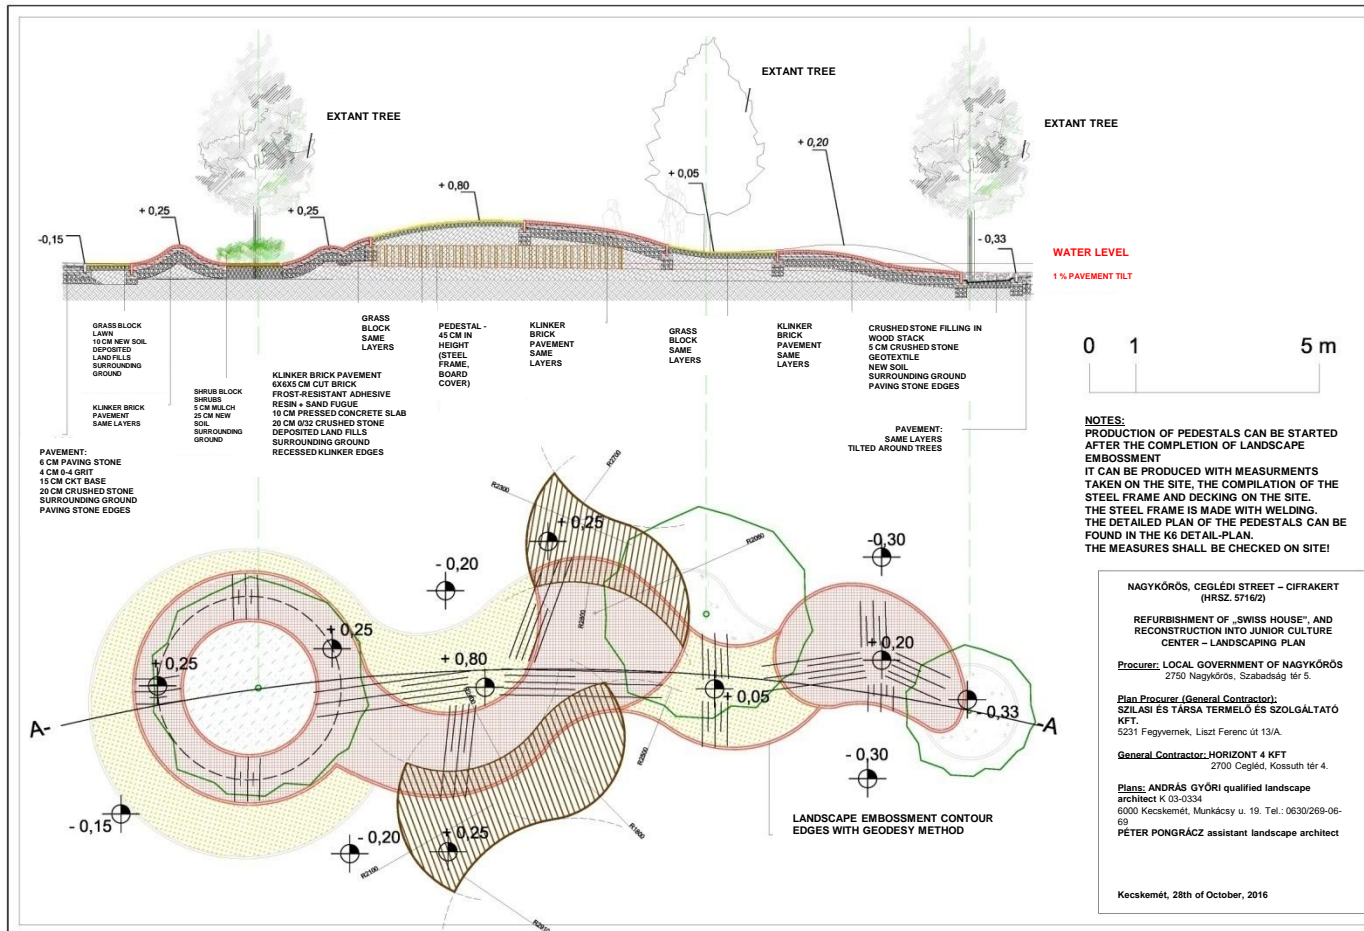 EXTANT TREE
EXTANT TREE
EXTANT TREE
-0,15
+ 0,25
+ 0,25
+ 0,80
+ 0,05
+ 0,20
- 0,33
WATER LEVEL
1 % PAVEMENT TILT
GRASS BLOCK
LAWN
10 CM NEW SOIL
DEPOSITED
LAND FILLS
SURROUNDING
GROUND
KLINKER BRICK
PAVEMENT
SAME LAYERS
PAVEMENT:
6 CM PAVING STONE
4 CM 0-4 GRIT
15 CM CKT BASE
20 CM CRUSHED STONE
SURROUNDING GROUND
PAVING STONE EDGES
SHRUB BLOCK
SHRUBS
5 CM MULCH
25 CM NEW
SOIL
SURROUNDING
GROUND
KLINKER BRICK PAVEMENT
6X6X5 CM CUT BRICK
FROST-RESISTANT ADHESIVE
RESIN + SAND FUGUE
10 CM PRESSED CONCRETE SLAB
20 CM 0/32 CRUSHED STONE
DEPOSITED LAND FILLS
SURROUNDING GROUND
RECESSED KLINKER EDGES
GRASS
BLOCK
SAME
LAYERS
PEDESTAL -
45 CM IN
HEIGHT
(STEEL
FRAME,
BOARD
COVER)
KLINKER
BRICK
PAVEMENT
SAME
LAYERS
GRASS
BLOCK
SAME
LAYERS
KLINKER
BRICK
PAVEMENT
SAME
LAYERS
CRUSHED STONE FILLING IN
WOOD STACK
5 CM CRUSHED STONE
GEOTEXTILE
NEW SOIL
SURROUNDING GROUND
PAVING STONE EDGES
PAVEMENT:
SAME LAYERS
TILTED AROUND TREES
0 1 5 m
NOTES:
PRODUCTION OF PEDESTALS CAN BE STARTED
AFTER THE COMPLETION OF LANDSCAPE
EMBOSSMENT
IT CAN BE PRODUCED WITH MEASURMENTS
TAKEN ON THE SITE, THE COMPILATION OF THE
STEEL FRAME AND DECKING ON THE SITE.
THE STEEL FRAME IS MADE WITH WELDING.
THE DETAILED PLAN OF THE PEDESTALS CAN BE
FOUND IN THE K6 DETAIL-PLAN.
THE MEASURES SHALL BE CHECKED ON SITE!
R2700
R2300
+ 0,25
R2080
- 0,20
-0,30
+ 0,25
+ 0,25
+ 0,80
+ 0,20
+ 0,05
- 0,33
A-
-A
R2500
-0,30
- 0,15
- 0,20
+ 0,25
R2100
R1800
LANDSCAPE EMBOSSMENT CONTOUR
EDGES WITH GEODESY METHOD
NAGYKŐRÖS, CEGLÉDI STREET – CIFRAKERT
(HRSZ. 5716/2)
REFURBISHMENT OF „SWISS HOUSE", AND
RECONSTRUCTION INTO JUNIOR CULTURE
CENTER – LANDSCAPING PLAN
Procurer: LOCAL GOVERNMENT OF NAGYKŐRÖS
2750 Nagykőrös, Szabadság tér 5.
Plan Procurer (General Contractor):
SZILASI ÉS TÁRSA TERMELŐ ÉS SZOLGÁLTATÓ
KFT.
5231 Fegyvernek, Liszt Ferenc út 13/A.
General Contractor: HORIZONT 4 KFT
2700 Cegléd, Kossuth tér 4.
Plans: ANDRÁS GYŐRI qualified landscape
architect K 03-0334
6000 Kecskemét, Munkácsy u. 19. Tel.: 0630/269-06-
69
PÉTER PONGRÁCZ assistant landscape architect
Kecskemét, 28th of October, 2016